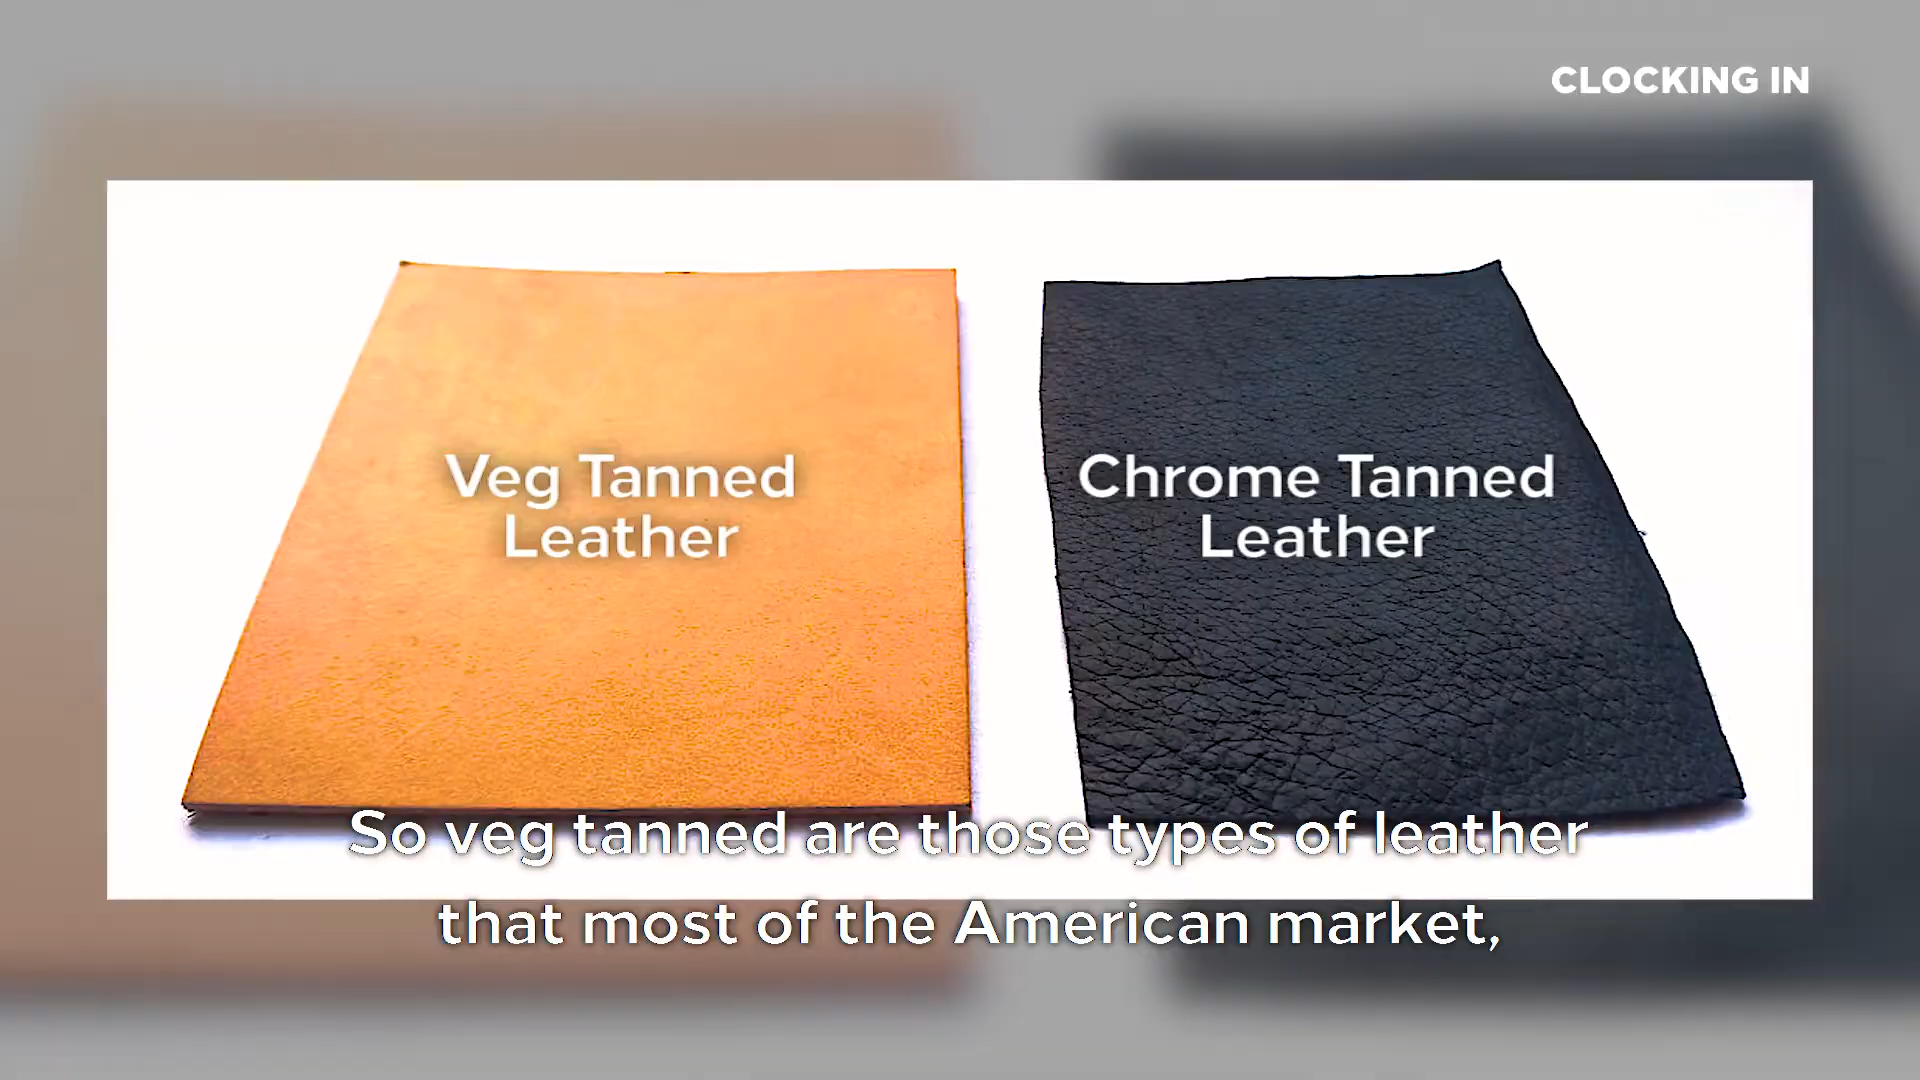 CLOCKING IN
Veg Tanned
Leather
Chrome Tanned
Leather
So veg tanned are those types of leather
that most of the American market,